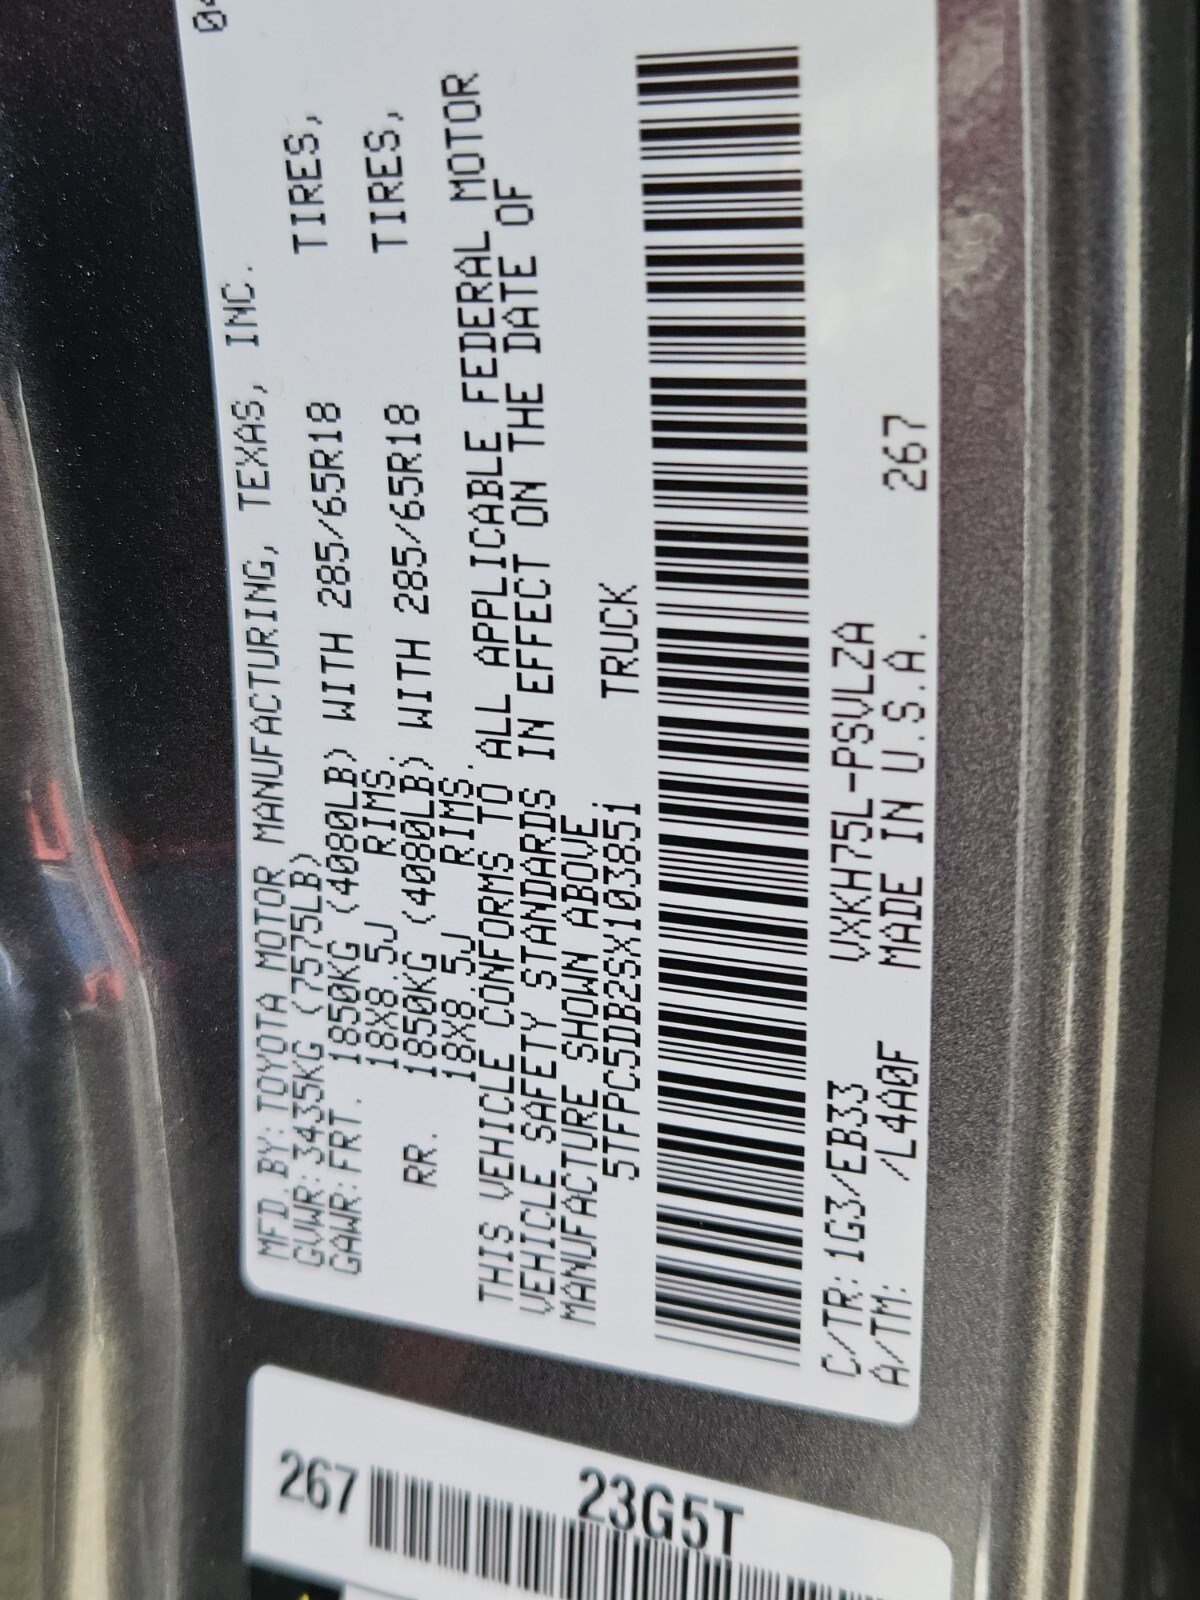 04
MFD.BY:TOYOTA MOTOR MANUFACTURING, TEXAS, INC.
GVWR:3435KG (7575LB)
GAWR:FRT. 1850KG (4080LB) WITH 285/65R18 TIRES,
18X8.5J RIMS.
RR. 1850KG (4080LB) WITH 285/65R18 TIRES,
18X8.5J RIMS.
THIS VEHICLE CONFORMS TO ALL APPLICABLE FEDERAL MOTOR
VEHICLE SAFETY STANDARDS IN EFFECT ON THE DATE OF
MANUFACTURE SHOWN ABOVE.
5TFPC5DB2SX103851 TRUCK
C/TR:1G3/EB33 VXKH75L-PSVLZA
A/TM: /L4A0F MADE IN U.S.A. 267
267
23G5T